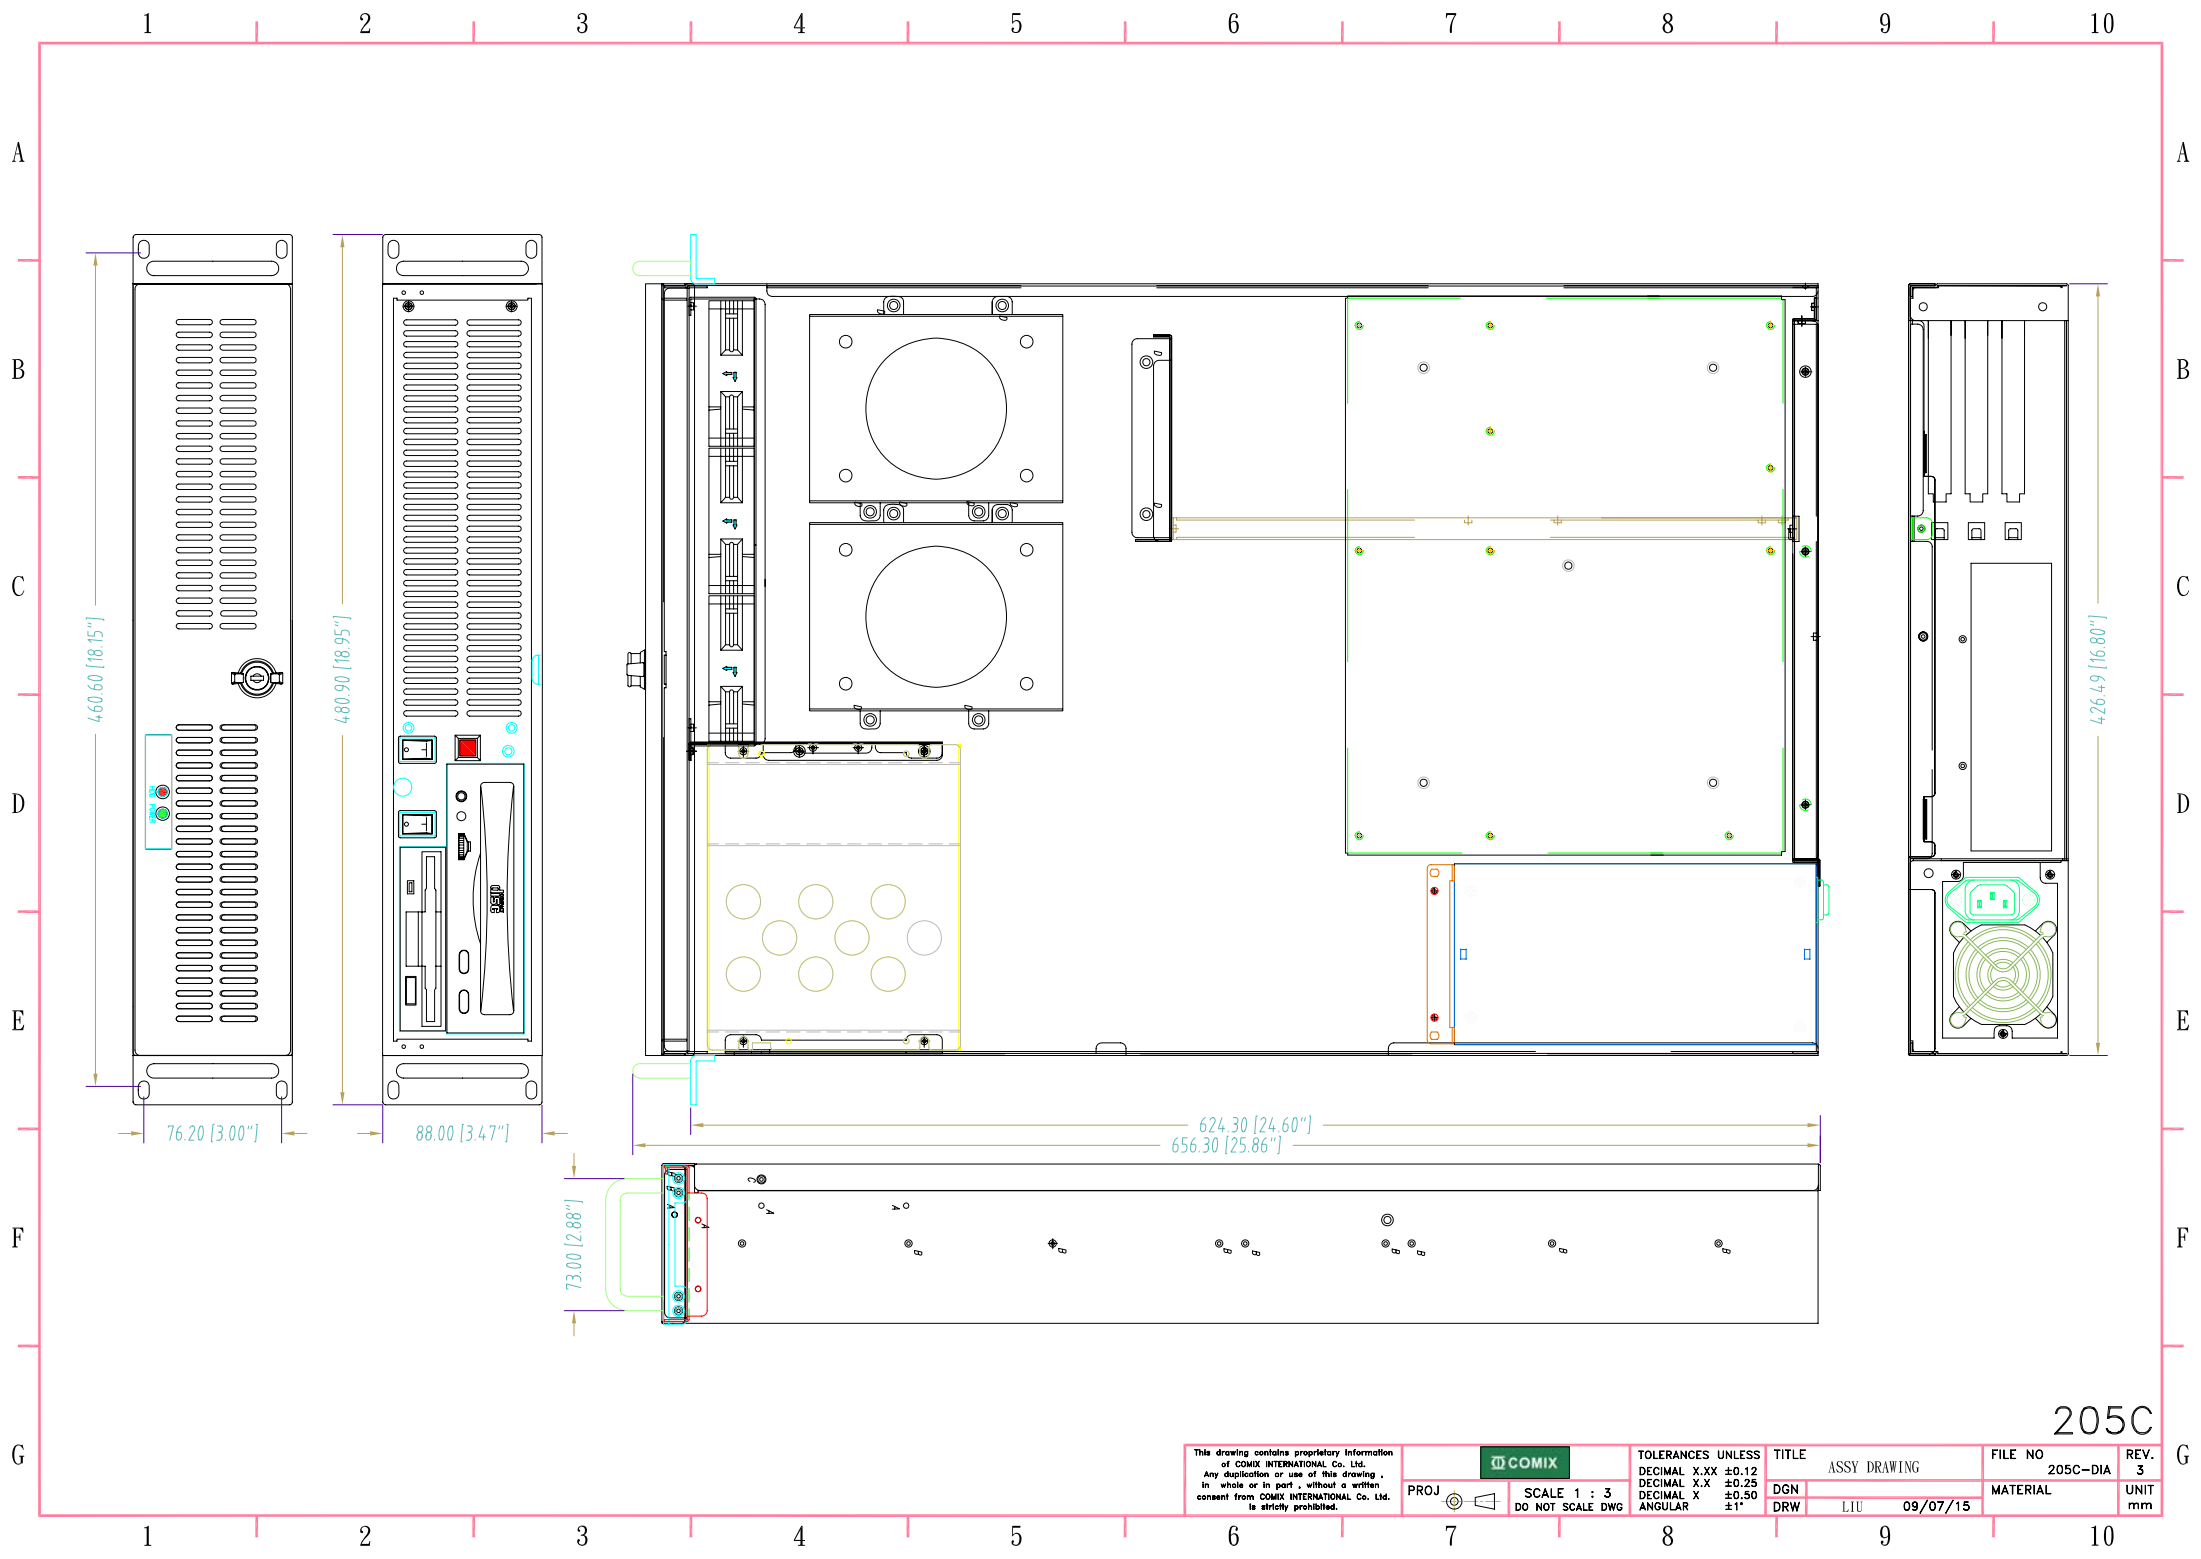 1 2 3 4 5 6 7 8 9 10
A A
B B
C C
D D
E E
F F
G G
460.60 [18.15"]
480.90 [18.95"]
426.49 [16.80"]
HDD POWER
disc
76.20 [3.00"]
88.00 [3.47"]
624.30 [24.60"]
656.30 [25.86"]
73.00 [2.88"]
C
B
A
A
A
A
B B B B B B B B
205C
This drawing contains proprietary information
of COMIX INTERNATIONAL Co. Ltd.
Any duplication or use of this drawing ,
in whole or in part , without a written
consent from COMIX INTERNATIONAL Co. Ltd.
is strictly prohibited.
COMIX
PROJ
SCALE 1 : 3
DO NOT SCALE DWG
TOLERANCES UNLESS
DECIMAL X.XX ±0.12
DECIMAL X.X ±0.25
DECIMAL X ±0.50
ANGULAR ±1°
TITLE
ASSY DRAWING
DGN
DRW LIU 09/07/15
FILE NO
205C-DIA
MATERIAL
REV.
3
UNIT
mm
1 2 3 4 5 6 7 8 9 10